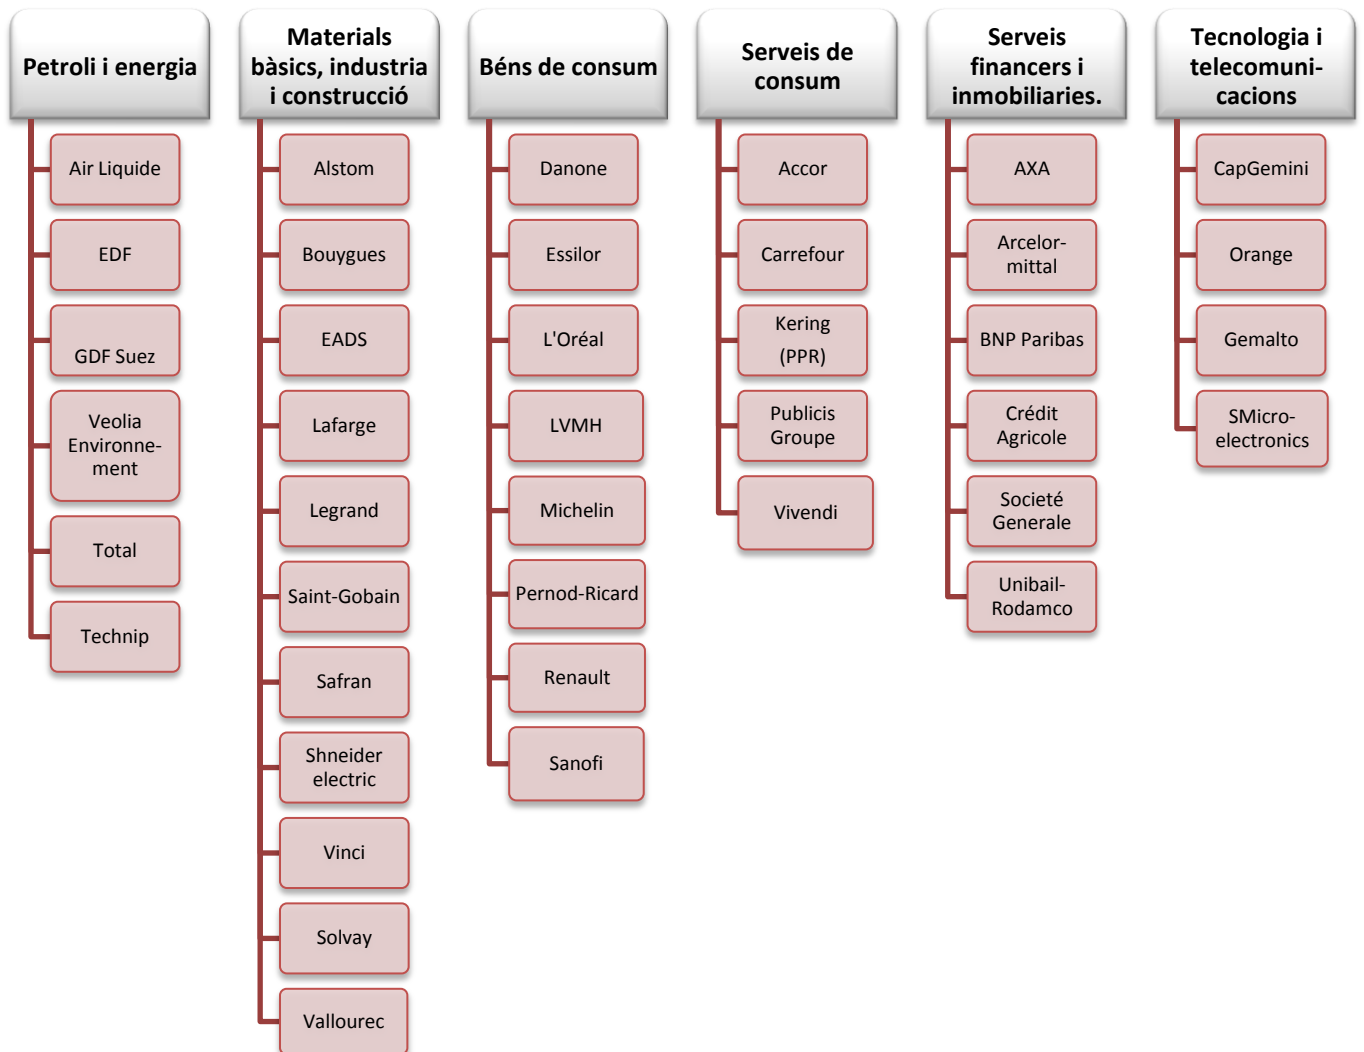 Petroli i energia
Air Liquide
EDF
GDF Suez
Veolia
Environne-
ment
Total
Technip
Materials
bàsics, industria
i construcció
Alstom
Bouygues
EADS
Lafarge
Legrand
Saint-Gobain
Safran
Shneider
electric
Vinci
Solvay
Vallourec
Béns de consum
Danone
Essilor
L'Oréal
LVMH
Michelin
Pernod-Ricard
Renault
Sanofi
Serveis de
consum
Accor
Carrefour
Kering
(PPR)
Publicis
Groupe
Vivendi
Serveis
financers i
inmobiliaries.
AXA
Arcelor-
mittal
BNP Paribas
Crédit
Agricole
Societé
Generale
Unibail-
Rodamco
Tecnologia i
telecomuni-
cacions
CapGemini
Orange
Gemalto
SMicro-
electronics